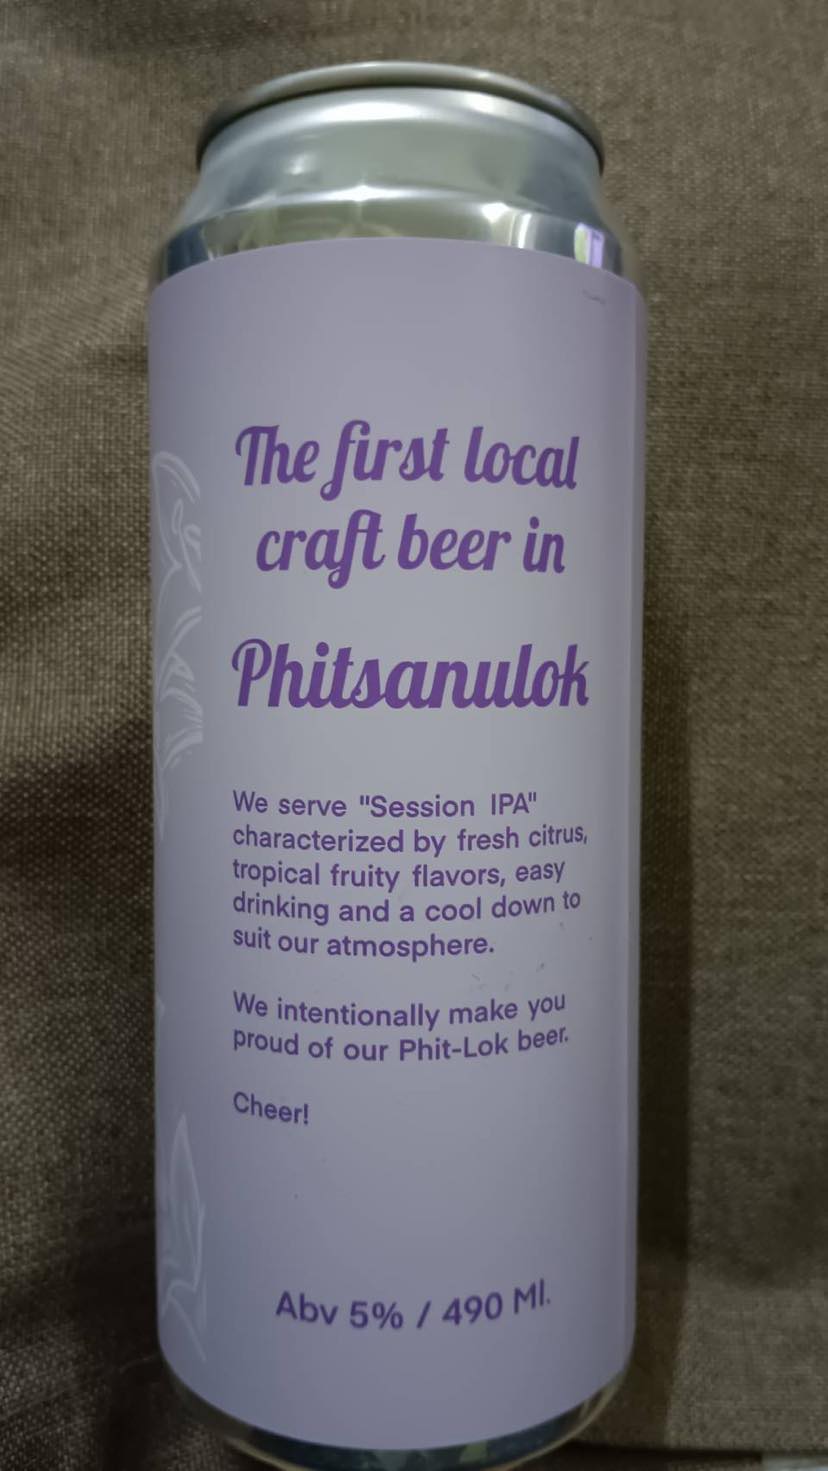 The first local
craft beer in
Phitsanulok
We serve "Session IPA"
characterized by fresh citrus,
tropical fruity flavors, easy
drinking and a cool down to
suit our atmosphere.
We intentionally make you
proud of our Phit-Lok beer.
Cheer!
Abv 5% / 490 Ml.